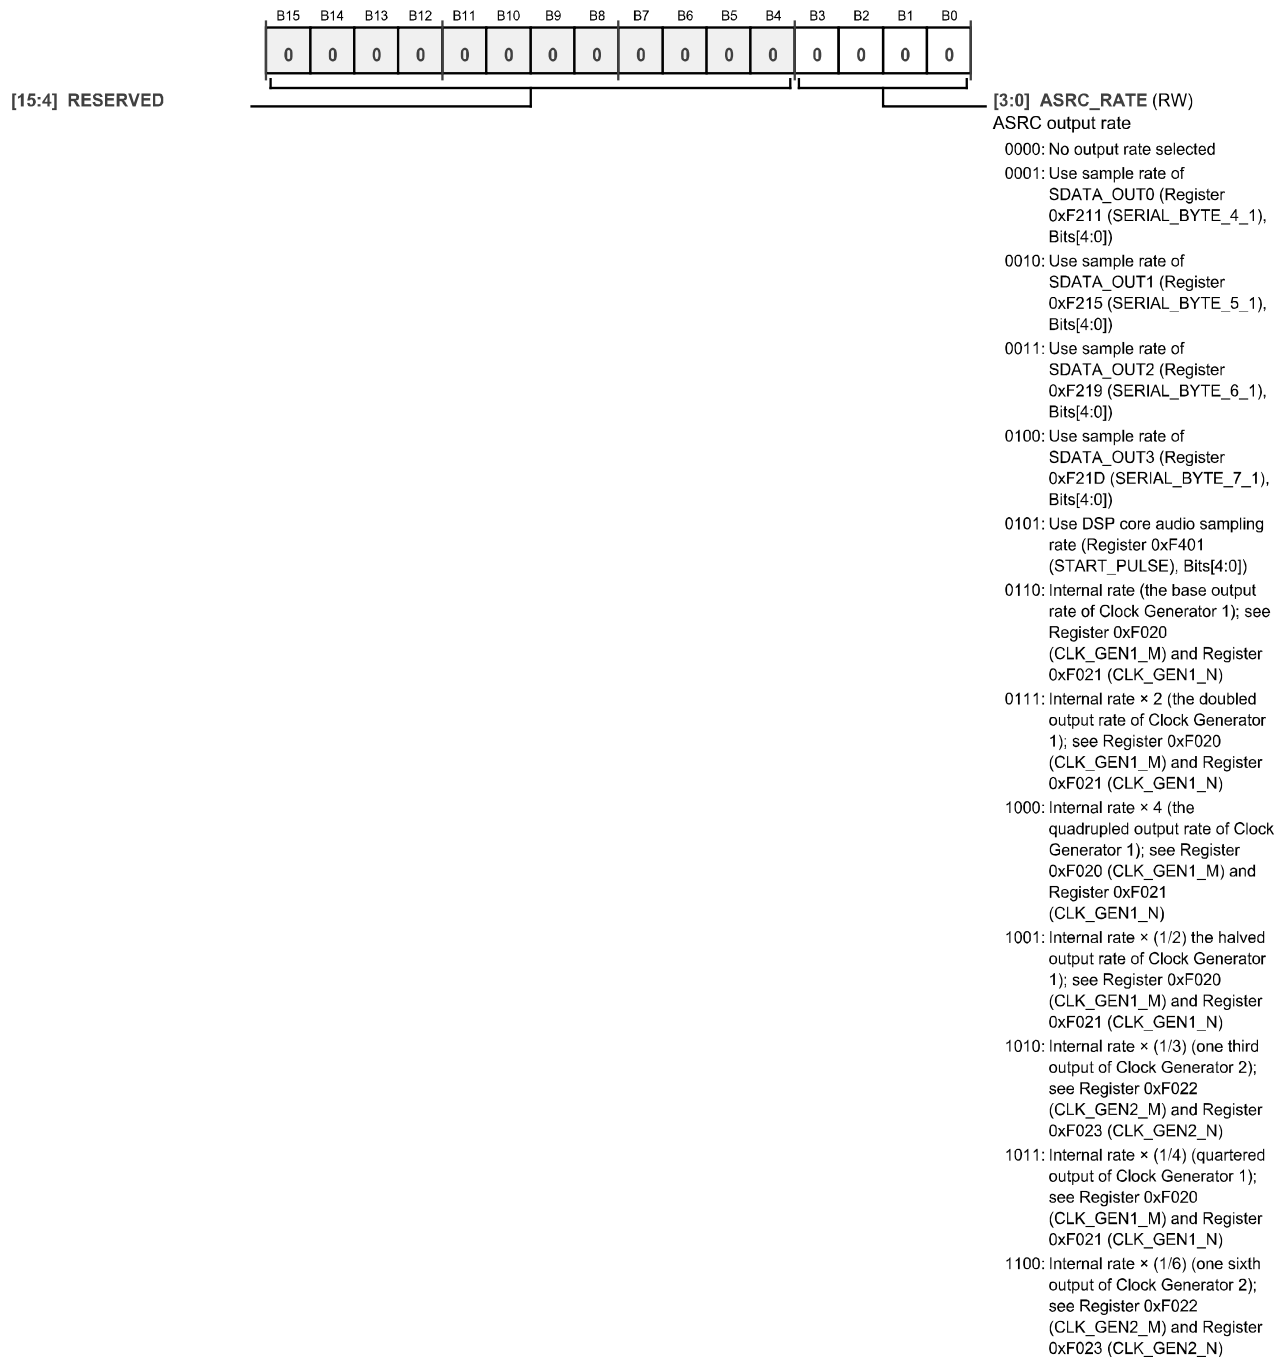 B15 B14 B13 B12 B11 B10 B9 B8 B7 B6 B5 B4 B3 B2 B1 B0
0 0 0 0 0 0 0 0 0 0 0 0 0 0 0 0
[15:4] RESERVED
[3:0] ASRC_RATE (RW)
ASRC output rate
0000: No output rate selected
0001: Use sample rate of
SDATA_OUT0 (Register
0xF211 (SERIAL_BYTE_4_1),
Bits[4:0])
0010: Use sample rate of
SDATA_OUT1 (Register
0xF215 (SERIAL_BYTE_5_1),
Bits[4:0])
0011: Use sample rate of
SDATA_OUT2 (Register
0xF219 (SERIAL_BYTE_6_1),
Bits[4:0])
0100: Use sample rate of
SDATA_OUT3 (Register
0xF21D (SERIAL_BYTE_7_1),
Bits[4:0])
0101: Use DSP core audio sampling
rate (Register 0xF401
(START_PULSE), Bits[4:0])
0110: Internal rate (the base output
rate of Clock Generator 1); see
Register 0xF020
(CLK_GEN1_M) and Register
0xF021 (CLK_GEN1_N)
0111: Internal rate × 2 (the doubled
output rate of Clock Generator
1); see Register 0xF020
(CLK_GEN1_M) and Register
0xF021 (CLK_GEN1_N)
1000: Internal rate × 4 (the
quadrupled output rate of Clock
Generator 1); see Register
0xF020 (CLK_GEN1_M) and
Register 0xF021
(CLK_GEN1_N)
1001: Internal rate × (1/2) the halved
output rate of Clock Generator
1); see Register 0xF020
(CLK_GEN1_M) and Register
0xF021 (CLK_GEN1_N)
1010: Internal rate × (1/3) (one third
output of Clock Generator 2);
see Register 0xF022
(CLK_GEN2_M) and Register
0xF023 (CLK_GEN2_N)
1011: Internal rate × (1/4) (quartered
output of Clock Generator 1);
see Register 0xF020
(CLK_GEN1_M) and Register
0xF021 (CLK_GEN1_N)
1100: Internal rate × (1/6) (one sixth
output of Clock Generator 2);
see Register 0xF022
(CLK_GEN2_M) and Register
0xF023 (CLK_GEN2_N)